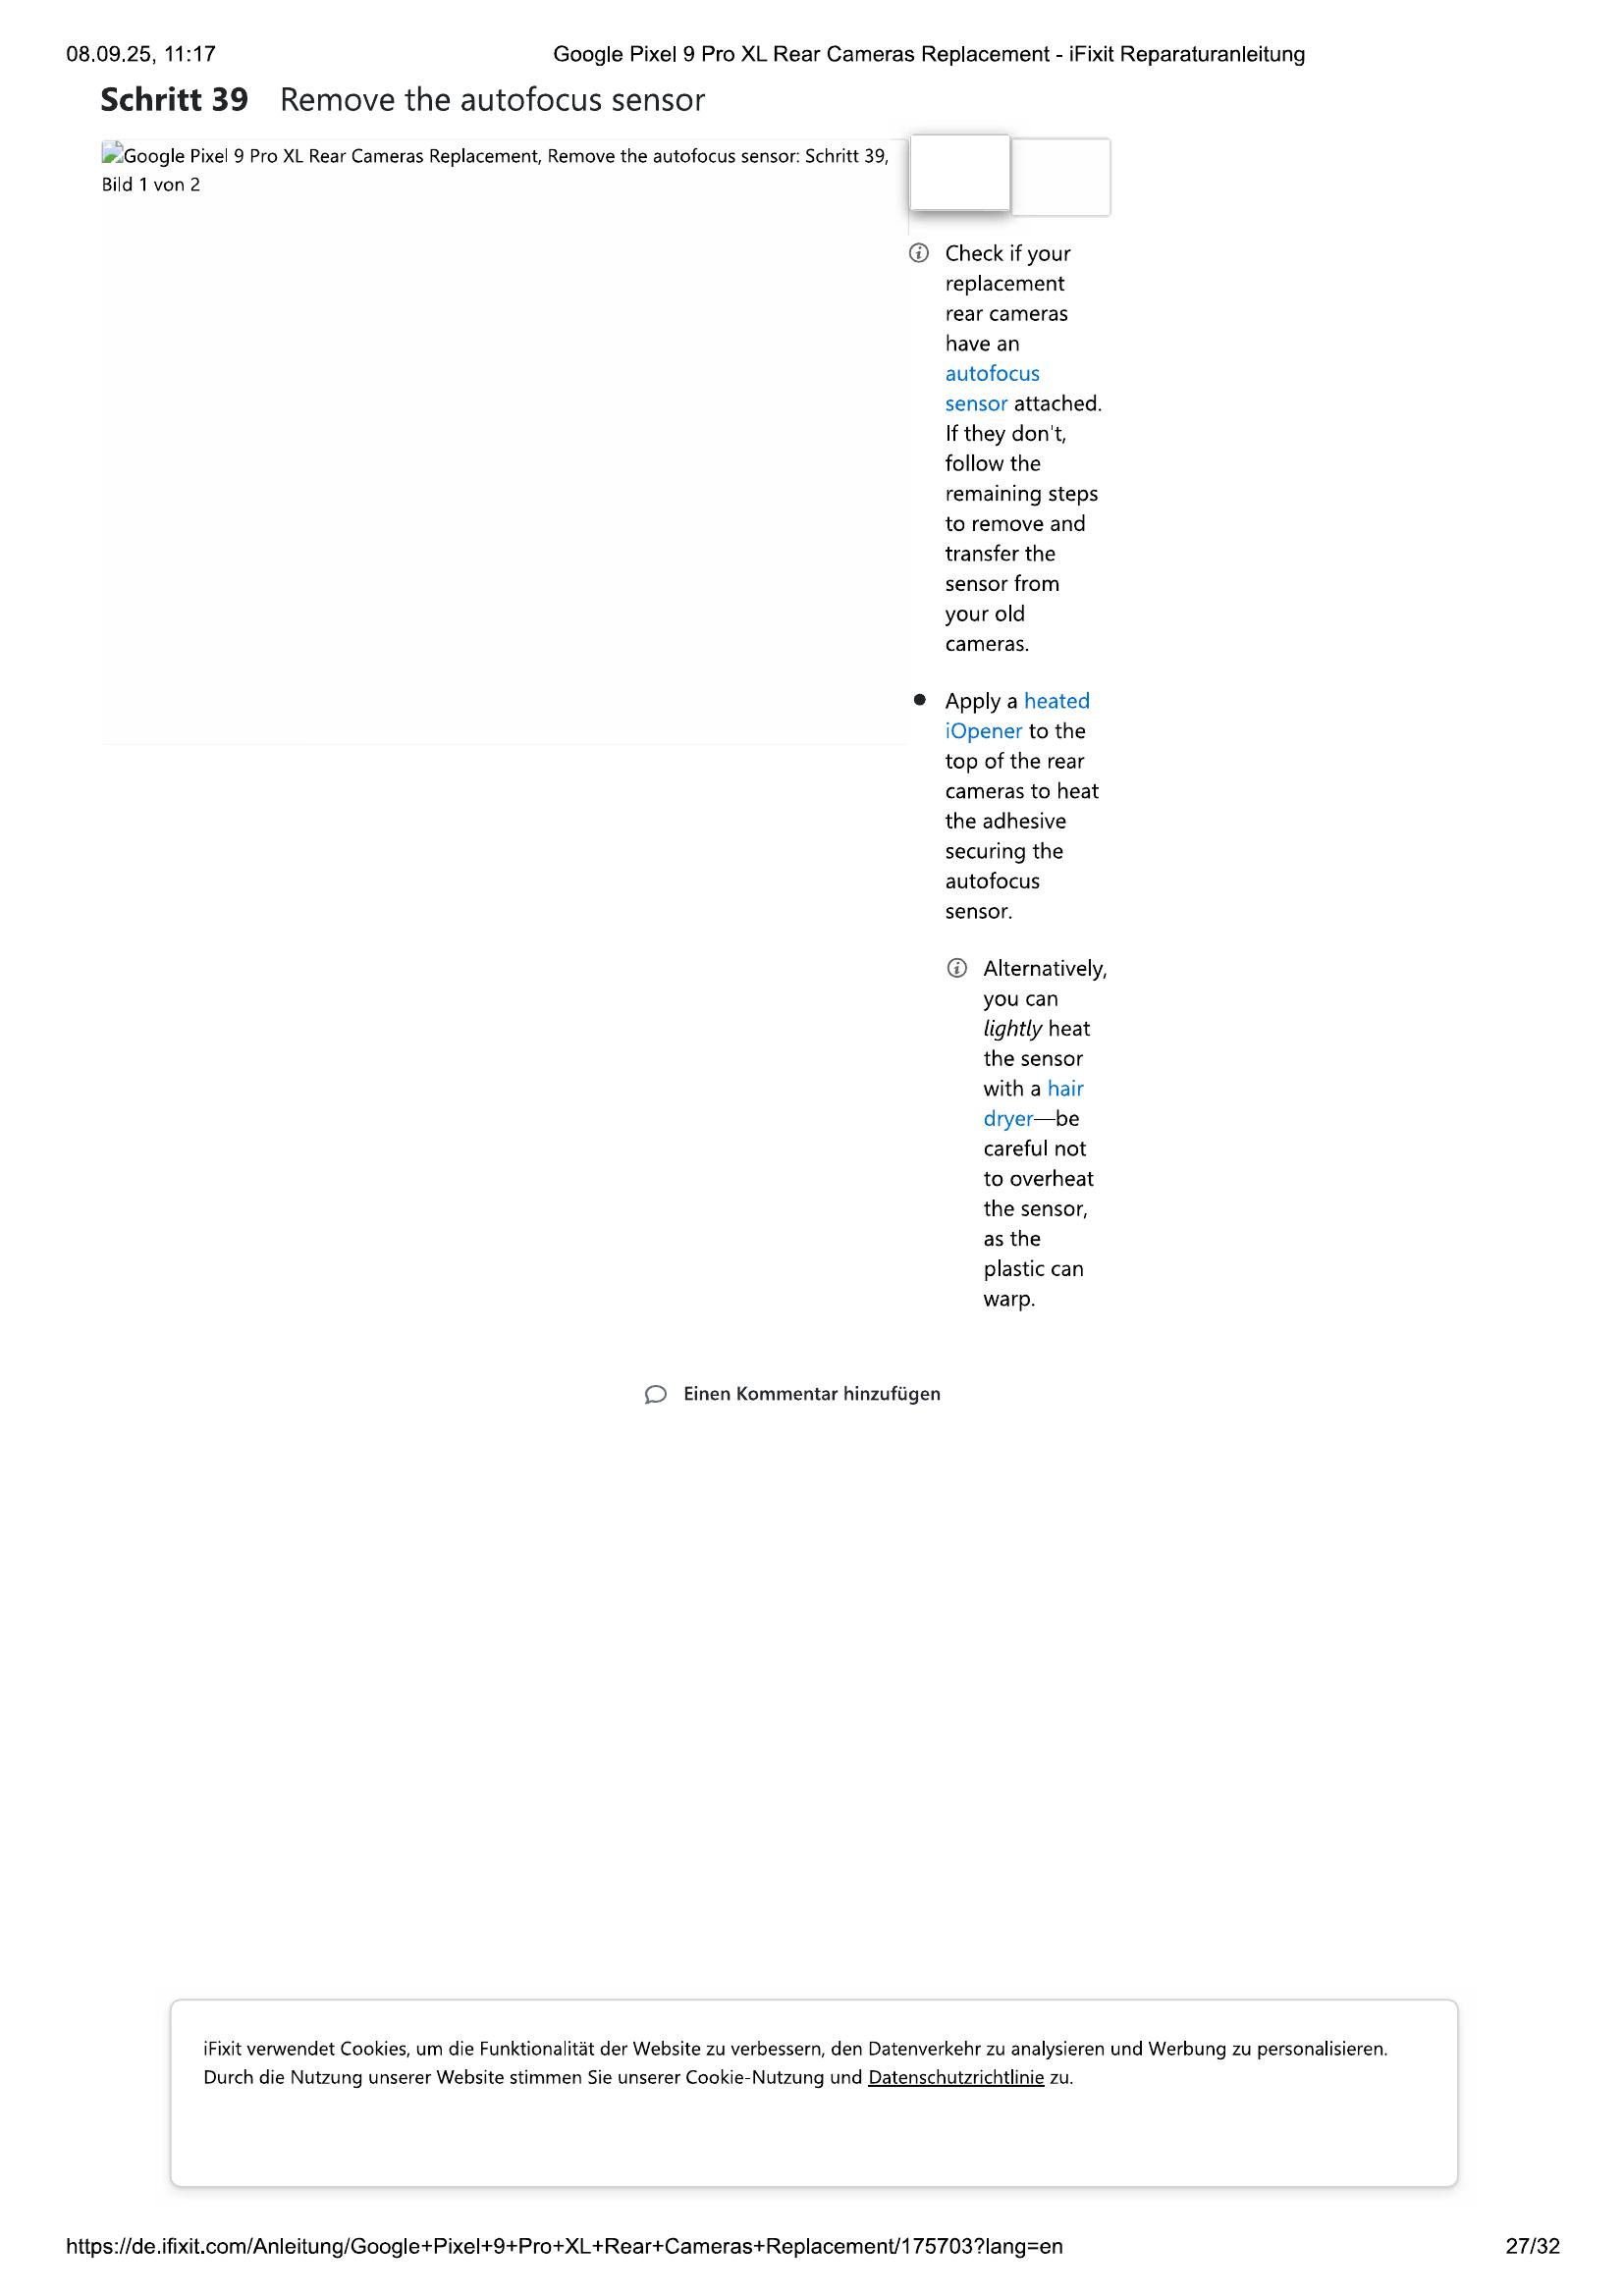 08.09.25, 11:17
Google Pixel 9 Pro XL Rear Cameras Replacement - iFixit Reparaturanleitung
Schritt 39 Remove the autofocus sensor
Google Pixel 9 Pro XL Rear Cameras Replacement, Remove the autofocus sensor: Schritt 39,
Bild 1 von 2
Check if your
replacement
rear cameras
have an
autofocus
sensor attached.
If they don't,
follow the
remaining steps
to remove and
transfer the
sensor from
your old
cameras.
Apply a heated
iOpener to the
top of the rear
cameras to heat
the adhesive
securing the
autofocus
sensor.
Alternatively,
you can
lightly heat
the sensor
with a hair
dryer—be
careful not
to overheat
the sensor,
as the
plastic can
warp.
Einen Kommentar hinzufügen
iFixit verwendet Cookies, um die Funktionalität der Website zu verbessern, den Datenverkehr zu analysieren und Werbung zu personalisieren.
Durch die Nutzung unserer Website stimmen Sie unserer Cookie-Nutzung und Datenschutzrichtlinie zu.
https://de.ifixit.com/Anleitung/Google+Pixel+9+Pro+XL+Rear+Cameras+Replacement/175703?lang=en
27/32